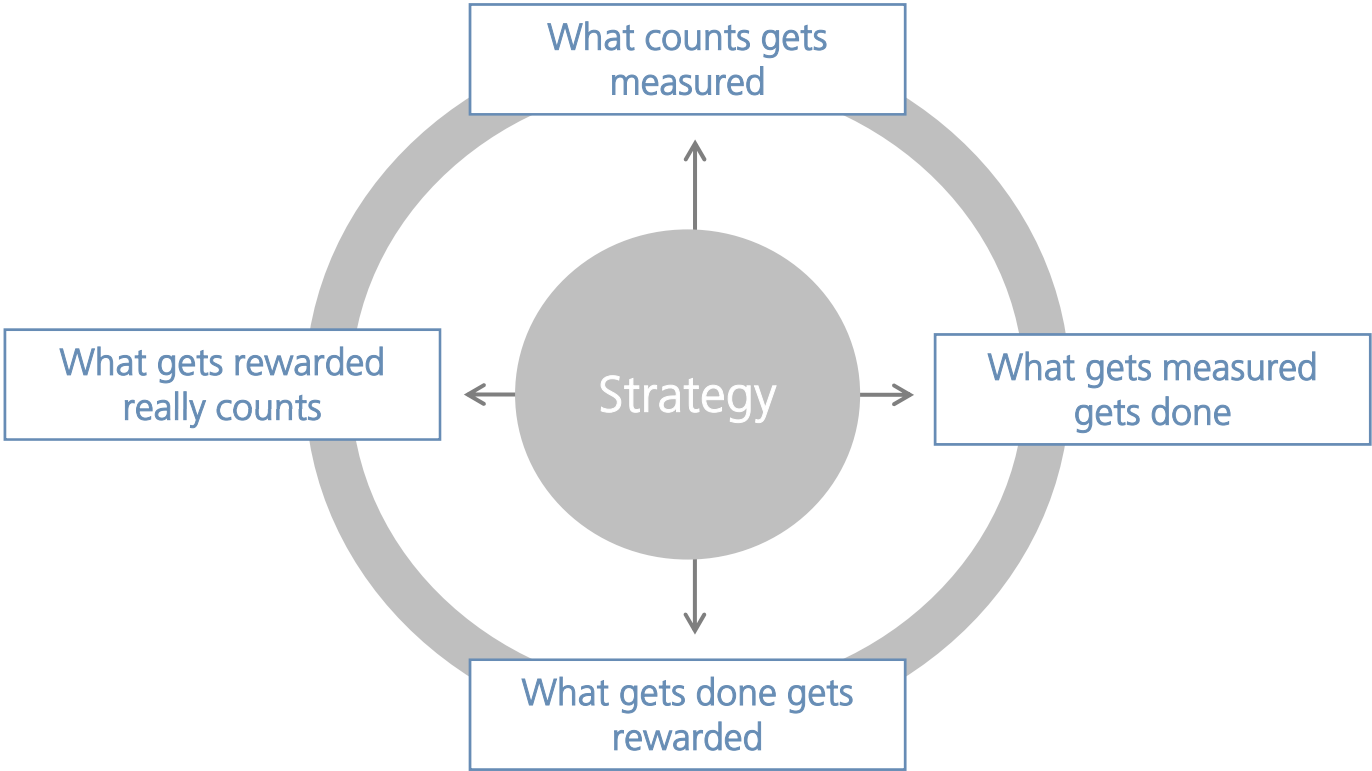 What counts gets
measured
What gets rewarded
really counts
Strategy
What gets measured
gets done
What gets done gets
rewarded